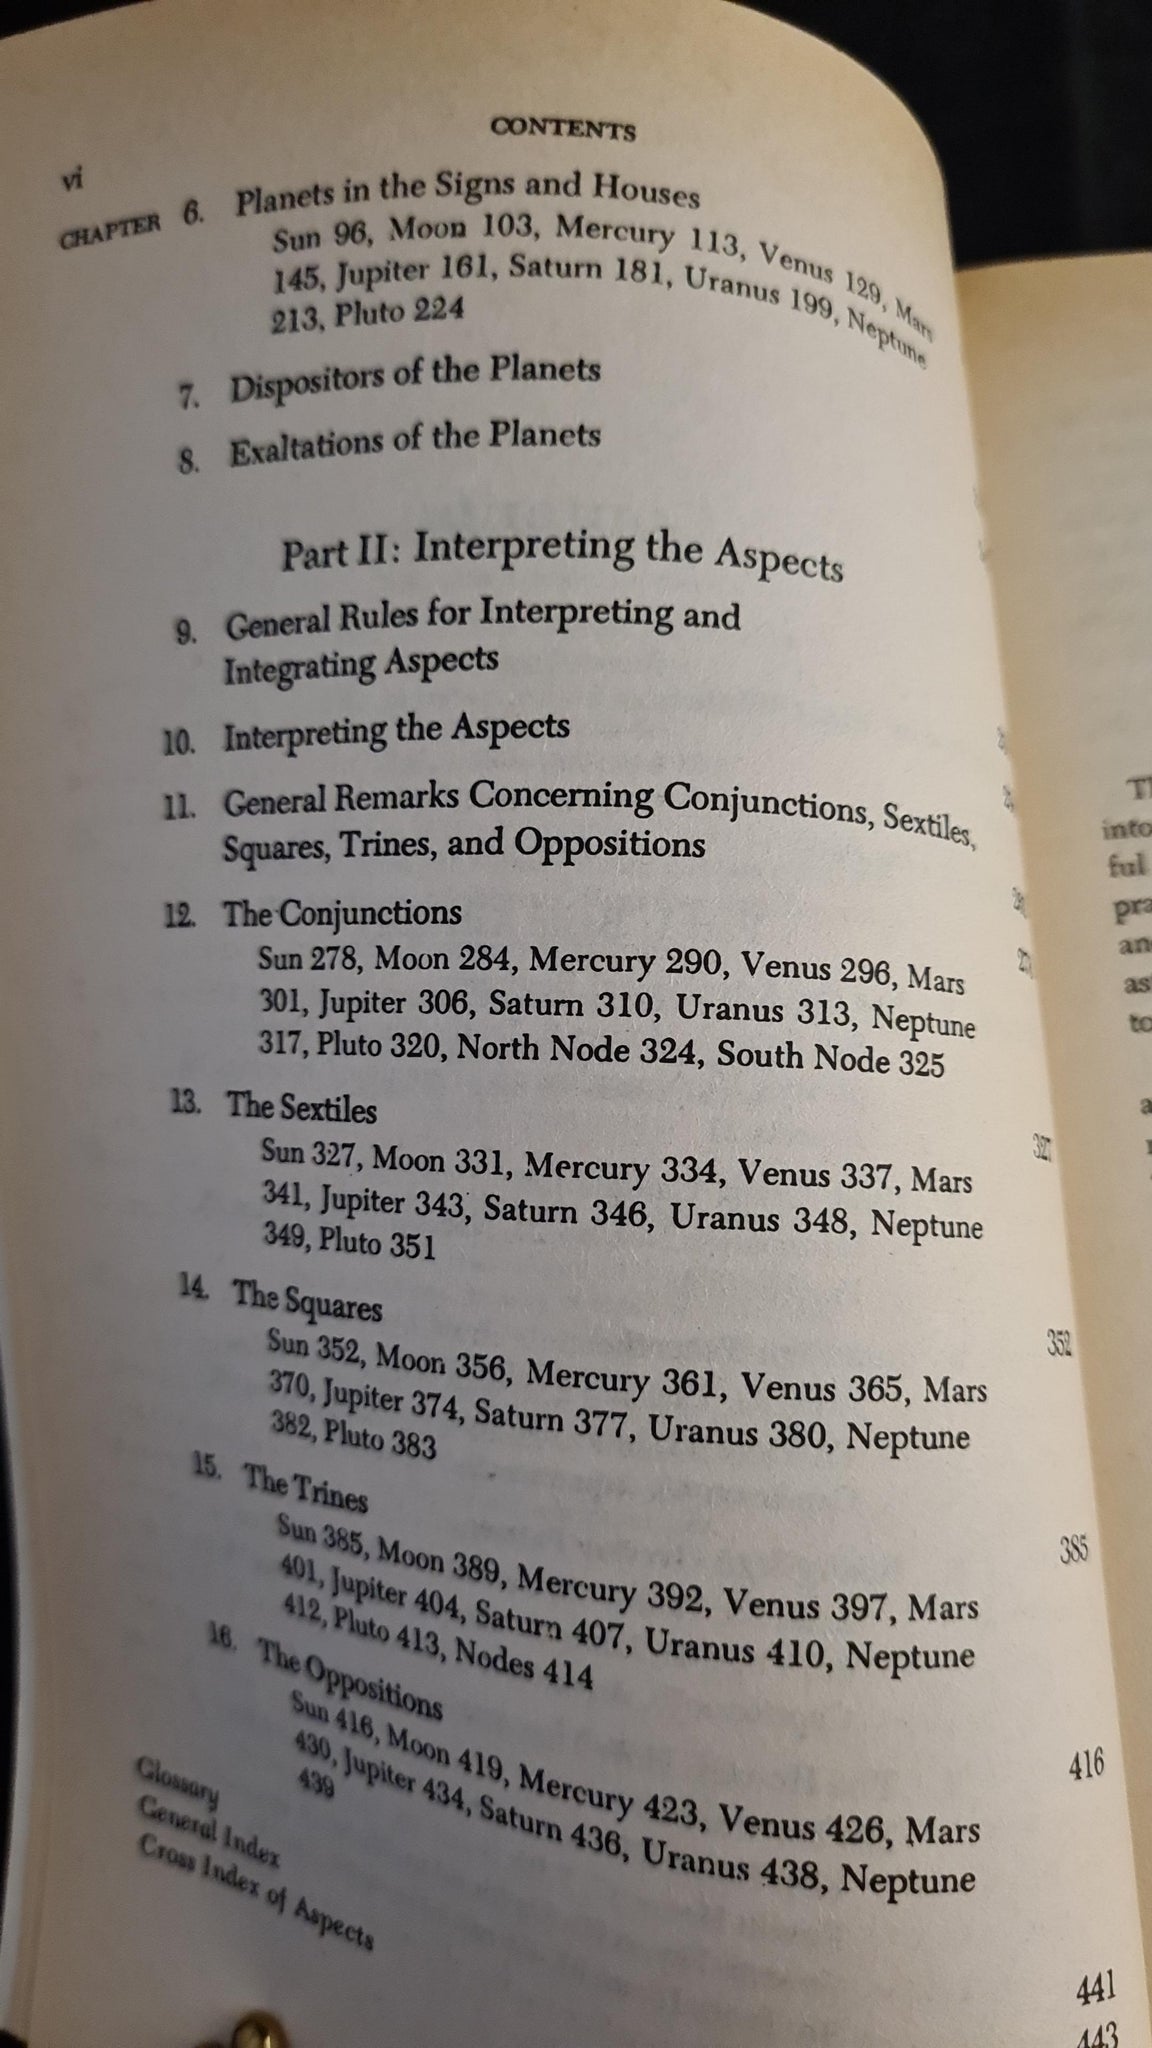 CONTENTS
vi
CHAPTER 6. Planets in the Signs and Houses
Sun 96, Moon 103, Mercury 113, Venus 129, Mars
145, Jupiter 161, Saturn 181, Uranus 199, Neptune
213, Pluto 224
7. Dispositors of the Planets
8. Exaltations of the Planets
Part II: Interpreting the Aspects
9. General Rules for Interpreting and
Integrating Aspects
10. Interpreting the Aspects
11. General Remarks Concerning Conjunctions, Sextiles,
Squares, Trines, and Oppositions
12. The Conjunctions
Sun 278, Moon 284, Mercury 290, Venus 296, Mars
301, Jupiter 306, Saturn 310, Uranus 313, Neptune
317, Pluto 320, North Node 324, South Node 325
13. The Sextiles 327
Sun 327, Moon 331, Mercury 334, Venus 337, Mars
341, Jupiter 343, Saturn 346, Uranus 348, Neptune
349, Pluto 351
14. The Squares 352
Sun 352, Moon 356, Mercury 361, Venus 365, Mars
370, Jupiter 374, Saturn 377, Uranus 380, Neptune
382, Pluto 383
15. The Trines 385
Sun 385, Moon 389, Mercury 392, Venus 397, Mars
401, Jupiter 404, Saturn 407, Uranus 410, Neptune
412, Pluto 413, Nodes 414
16. The Oppositions 416
Sun 416, Moon 419, Mercury 423, Venus 426, Mars
430, Jupiter 434, Saturn 436, Uranus 438, Neptune
439
Glossary 441
General Index 443
Cross Index of Aspects
into
ful
to